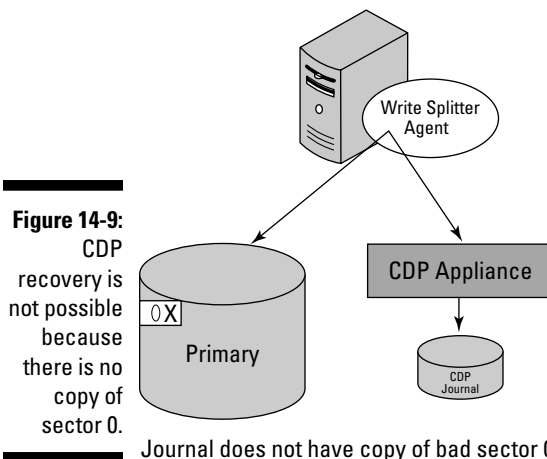 Write Splitter
Agent
Figure 14-9:
CDP
recovery is
not possible
because
there is no
copy of
sector 0.
0X
Primary
CDP Appliance
CDP
Journal
Journal does not have copy of bad sector 0